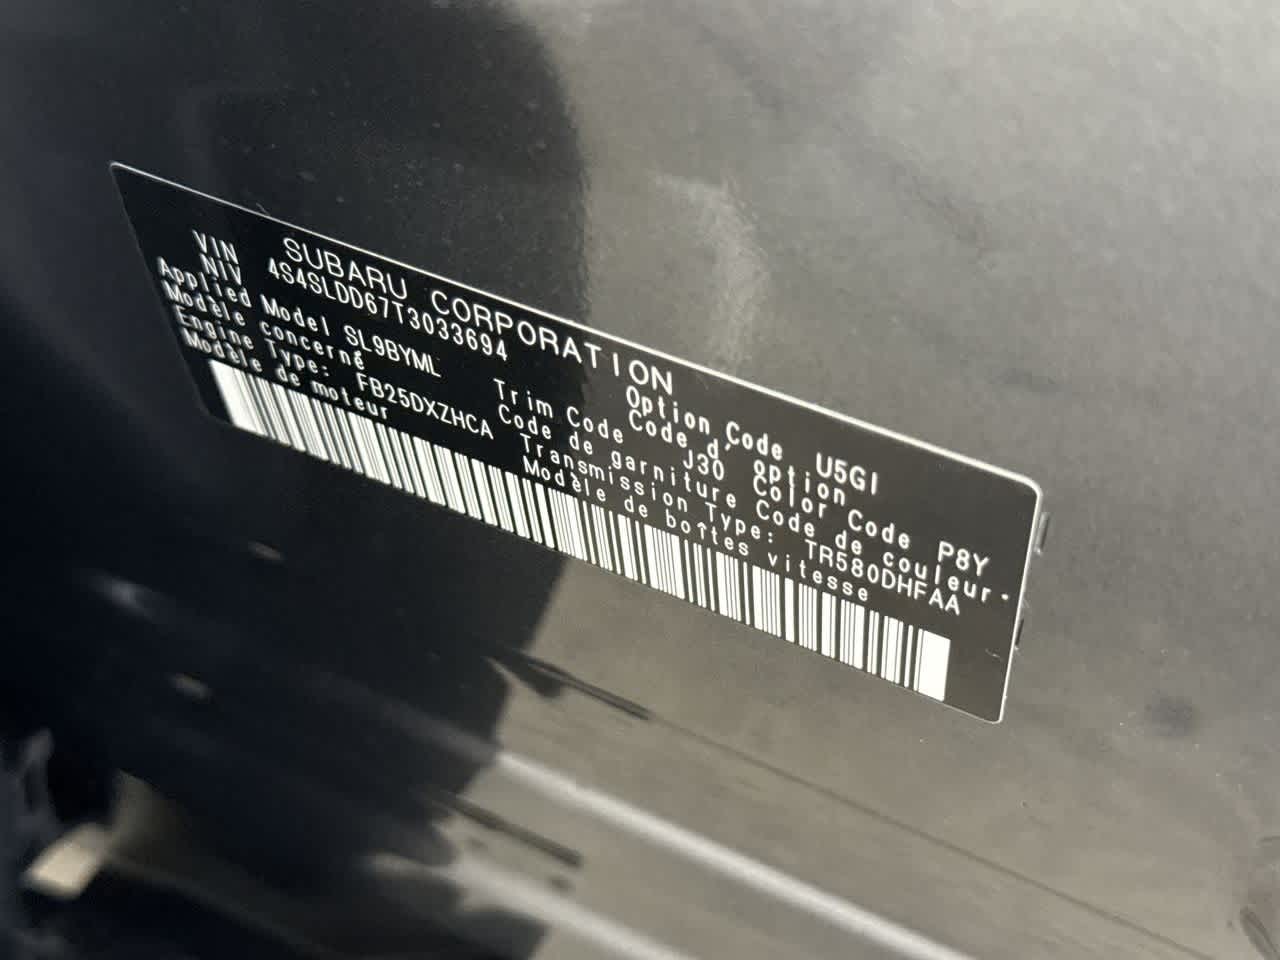 SUBARU CORPORATION
VIN 4S4SLDD67T3033694 Option Code U5GI
NIV Code d'option
Applied Model SL9BYML Trim Code J30 Color Code P8Y
Modèle concerné Code de garniture Code de couleur
Engine Type: FB25DXZHCA Transmission Type: TR580DHFAA
Modèle de moteur Modèle de boîtes vitesse